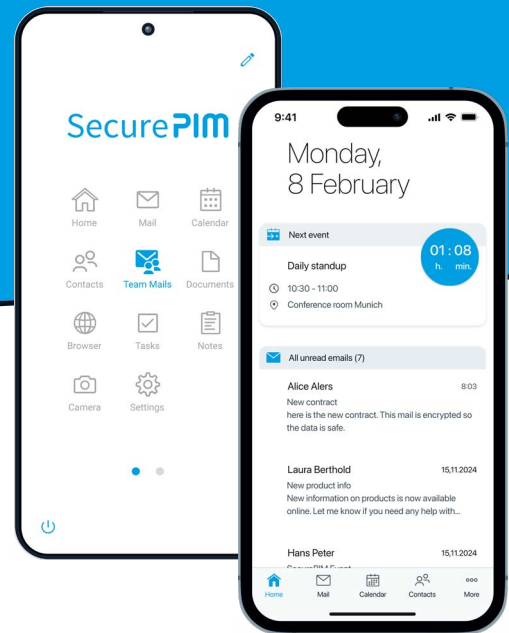 SecurePIM
Home
Mail
Calendar
Contacts
Team Mails
Documents
Browser
Tasks
Notes
Camera
Settings
9:41
Monday,
8 February
Next event
01:08
h. min.
Daily standup
10:30 - 11:00
Conference room Munich
All unread emails (7)
Alice Alers 8:03
New contract
here is the new contract. This mail is encrypted so
the data is safe.
Laura Berthold 15,11.2024
New product info
New information on products is now available
online. Let me know if you need any help with...
Hans Peter 15,11.2024
SecurePIM Event
Home
Mail
Calendar
Contacts
More